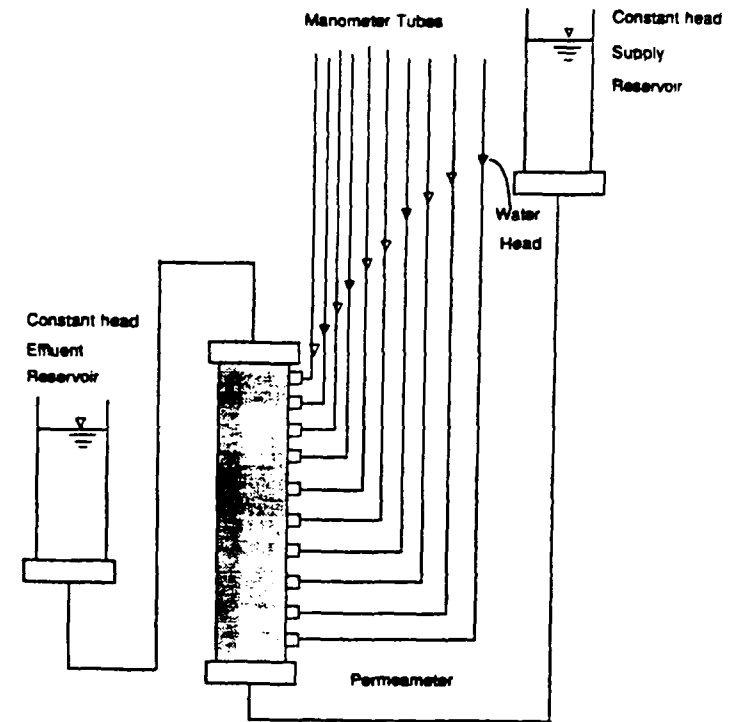 Manometer Tubes
Constant head
Supply
Reservoir
Water
Head
Constant head
Effluent
Reservoir
Permeameter